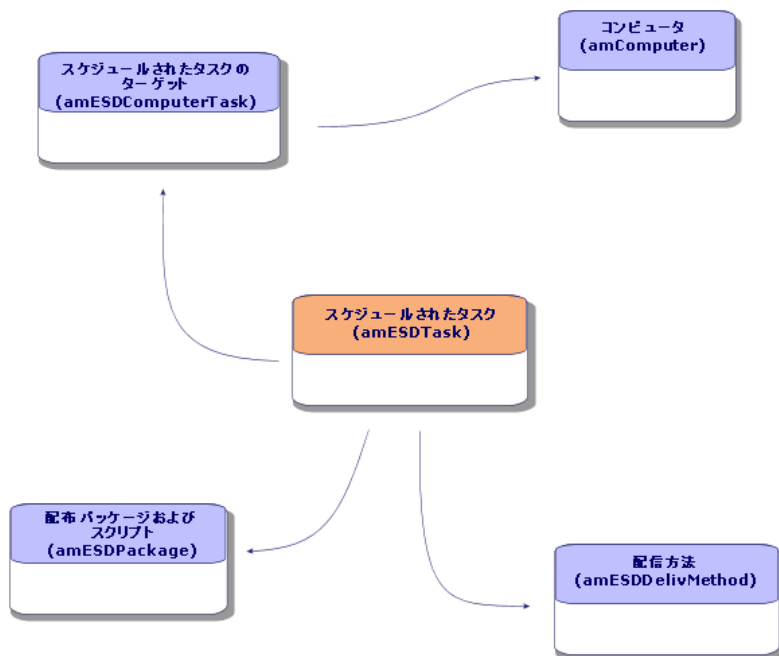 コンピュータ
(amComputer)
スケジュールされたタスクの
ターゲット
(amESDComputerTask)
スケジュールされたタスク
(amESDTask)
配布 パッケージおよび
スクリプト
(amESDPackage)
配信方法
(amESDDelivMethod)